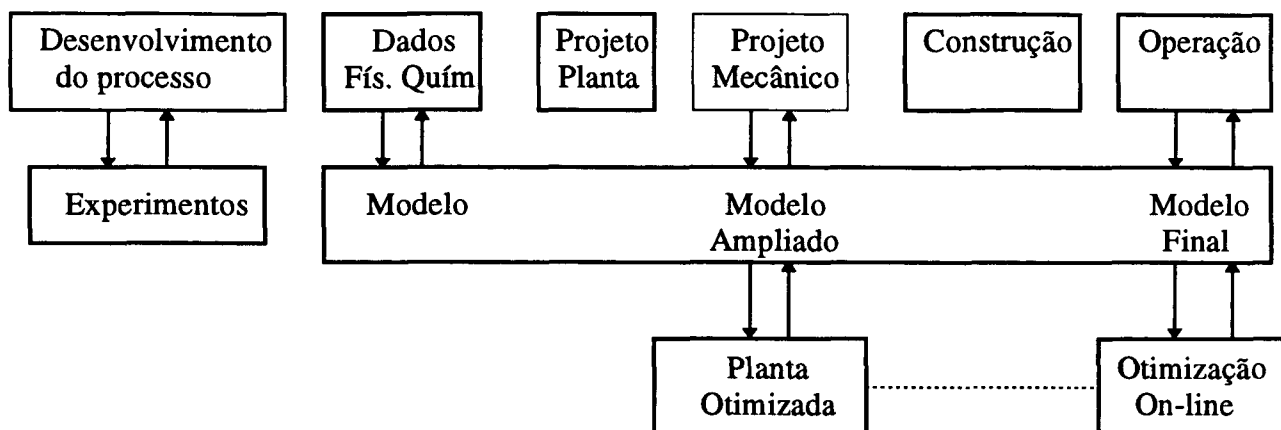 Desenvolvimento
do processo
Dados
Fís. Quím
Projeto
Planta
Projeto
Mecânico
Construção
Operação
Experimentos
Modelo
Modelo
Ampliado
Modelo
Final
Planta
Otimizada
Otimização
On-line